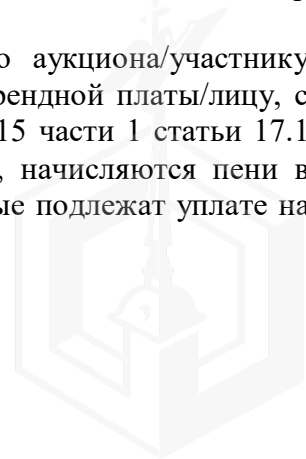 о аукциона/участнику
рендной платы/лицу, с
15 части 1 статьи 17.1
, начисляются пени в
ые подлежат уплате на